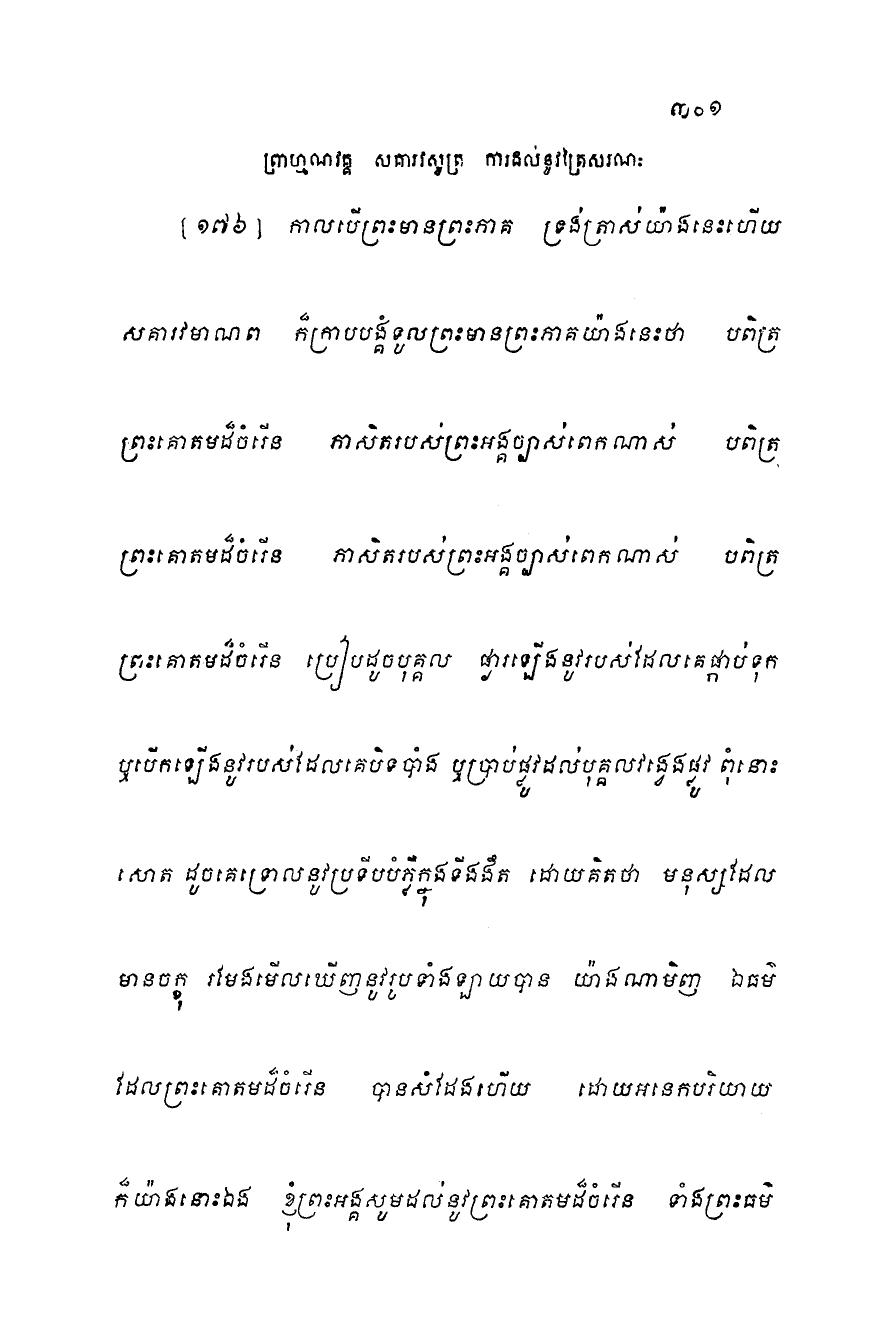 ៣០១
ព្រាហ្មណវគ្គ សគារវសូត្រ ការដល់នូវត្រៃសរណៈ
[១៧៦] កាលបើព្រះមានព្រះភាគ ទ្រង់ត្រាស់យ៉ាងនេះហើយ
សគារវមាណព ក៏ក្រាបបង្គំទូលព្រះមានព្រះភាគយ៉ាងនេះថា បពិត្រ
ព្រះគោតមដ៏ចំរើន ភាសិតរបស់ព្រះអង្គច្បាស់ពេកណាស់ បពិត្រ
ព្រះគោតមដ៏ចំរើន ភាសិតរបស់ព្រះអង្គច្បាស់ពេកណាស់ បពិត្រ
ព្រះគោតមដ៏ចំរើន ប្រៀបដូចបុគ្គល ផ្ងារឡើងនូវរបស់ដែលគេផ្កាប់ទុក
ឬបើកឡើងនូវរបស់ដែលគេបិទបាំង ឬប្រាប់ផ្លូវដល់បុគ្គលវង្វេងផ្លូវ ពុំនោះ
សោត ដូចគេទ្រោលនូវប្រទីបបំភ្លឺក្នុងទីងងឹត ដោយគិតថា មនុស្សដែល
មានចក្ខុ រមែងមើលឃើញនូវរូបទាំងឡាយបាន យ៉ាងណាមិញ ឯធម៌
ដែលព្រះគោតមដ៏ចំរើន បានសំដែងហើយ ដោយអនេកបរិយាយ
ក៏យ៉ាងនោះឯង ខ្ញុំព្រះអង្គសូមដល់នូវព្រះគោតមដ៏ចំរើន ទាំងព្រះធម៌